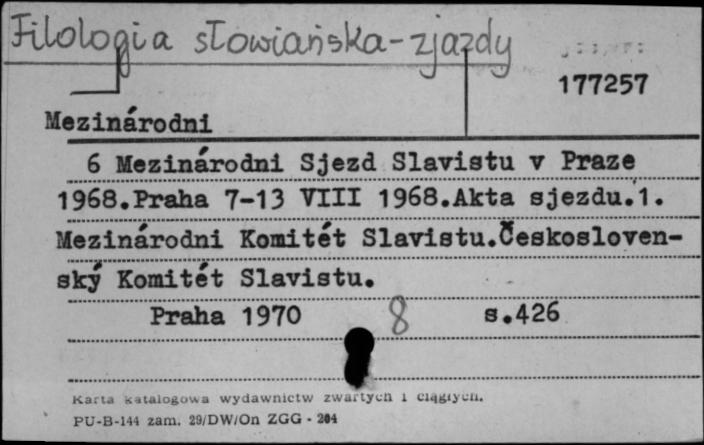 Filologia słowiańska-zjazdy
177257
Mezinárodni
6 Mezinárodni Sjezd Slavistu v Praze
1968.Praha 7-13 VIII 1968.Akta sjezdu.1.
Mezinárodni Komitét Slavistu.Českosloven-
ský Komitét Slavistu.
Praha 1970 8 s.426
Karta katalogowa wydawnictw zwartych i ciągłych.
PU-B-144 zam. 29/DW/On ZGG - 204